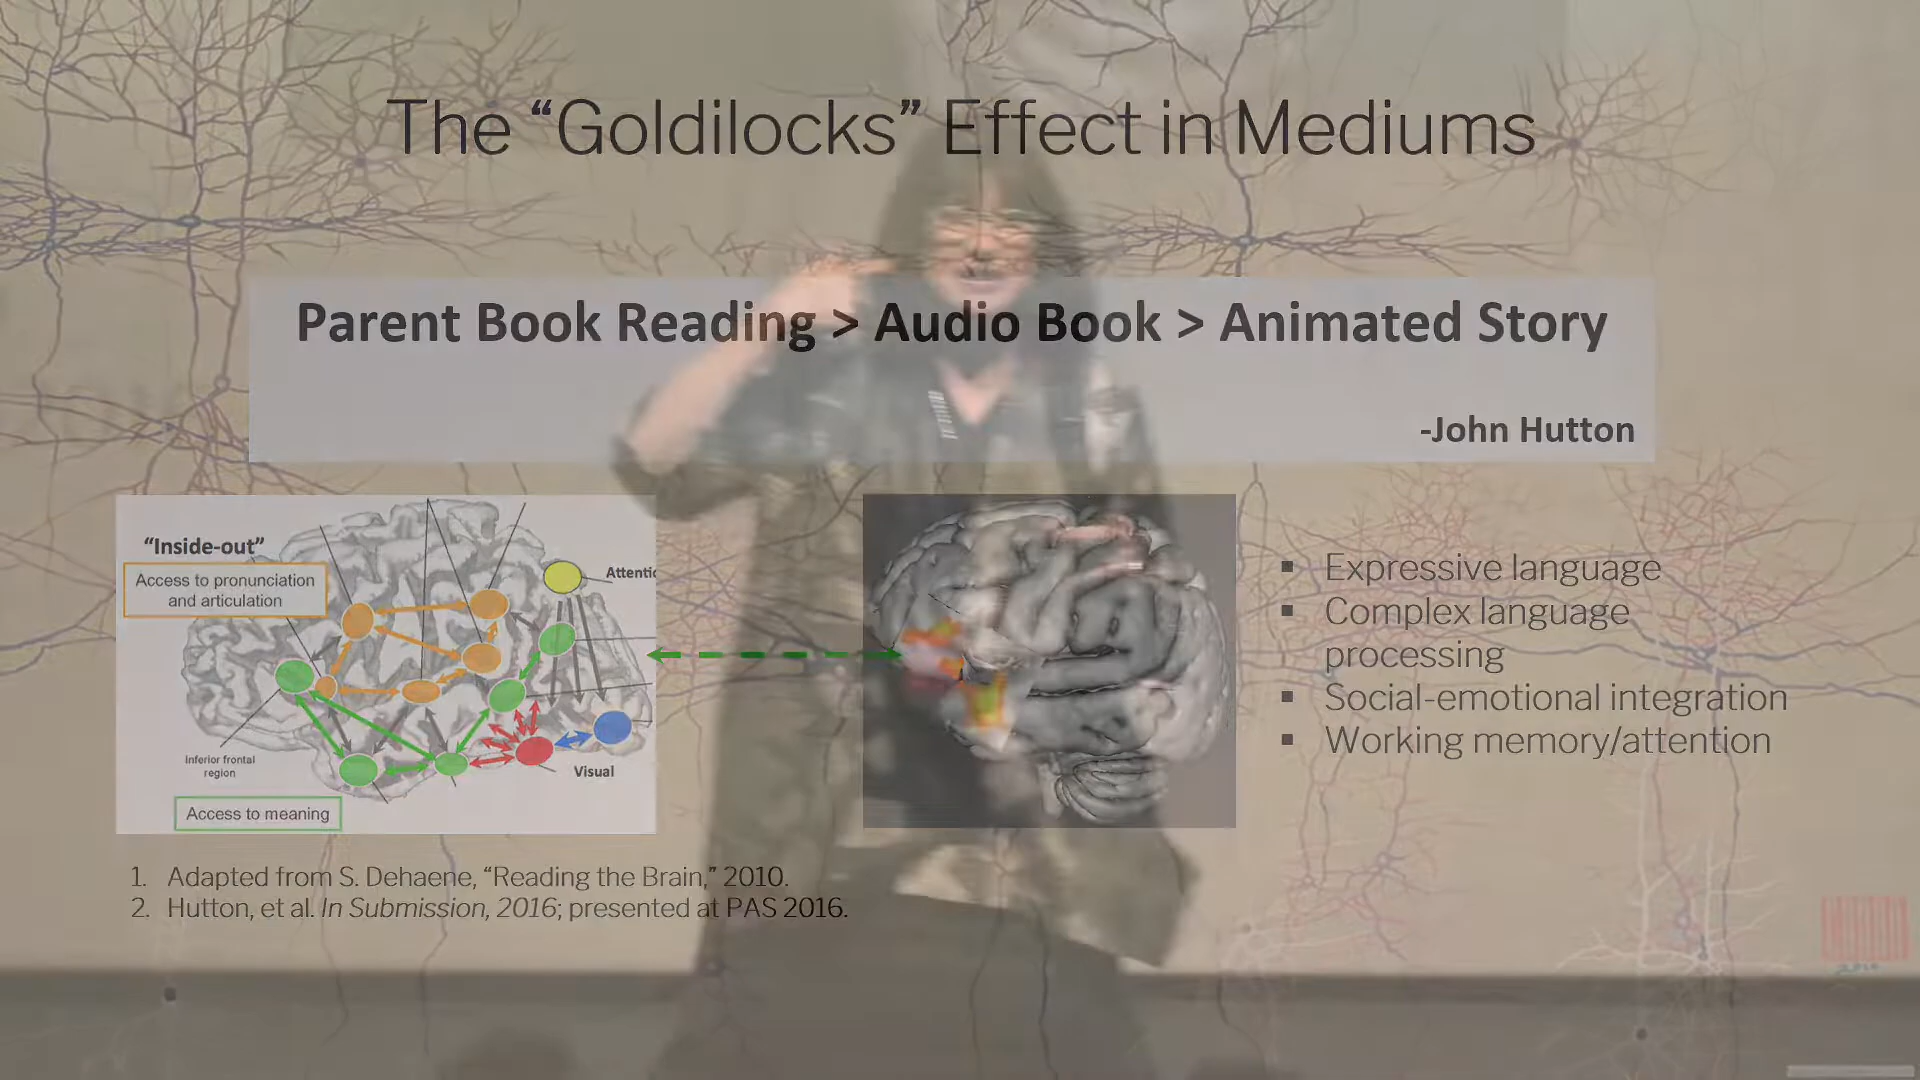 The “Goldilocks” Effect in Mediums
Parent Book Reading > Audio Book > Animated Story
-John Hutton
“Inside-out”
Access to pronunciation
and articulation
Visual
Inferior frontal
region
Access to meaning
▪ Expressive language
▪ Complex language
processing
▪ Social-emotional integration
▪ Working memory/attention
1. Adapted from S. Dehaene, “Reading the Brain,” 2010.
2. Hutton, et al. In Submission, 2016; presented at PAS 2016.